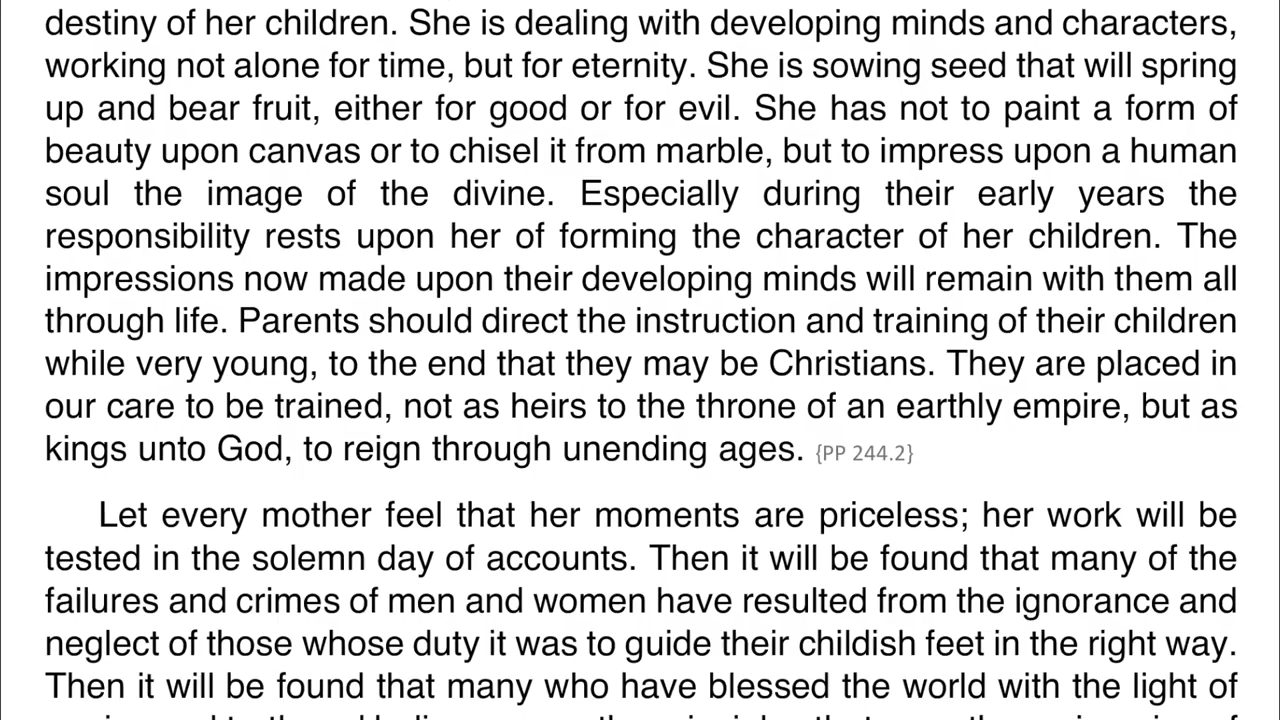 destiny of her children. She is dealing with developing minds and characters,
working not alone for time, but for eternity. She is sowing seed that will spring
up and bear fruit, either for good or for evil. She has not to paint a form of
beauty upon canvas or to chisel it from marble, but to impress upon a human
soul the image of the divine. Especially during their early years the
responsibility rests upon her of forming the character of her children. The
impressions now made upon their developing minds will remain with them all
through life. Parents should direct the instruction and training of their children
while very young, to the end that they may be Christians. They are placed in
our care to be trained, not as heirs to the throne of an earthly empire, but as
kings unto God, to reign through unending ages. {PP 244.2}
Let every mother feel that her moments are priceless; her work will be
tested in the solemn day of accounts. Then it will be found that many of the
failures and crimes of men and women have resulted from the ignorance and
neglect of those whose duty it was to guide their childish feet in the right way.
Then it will be found that many who have blessed the world with the light of